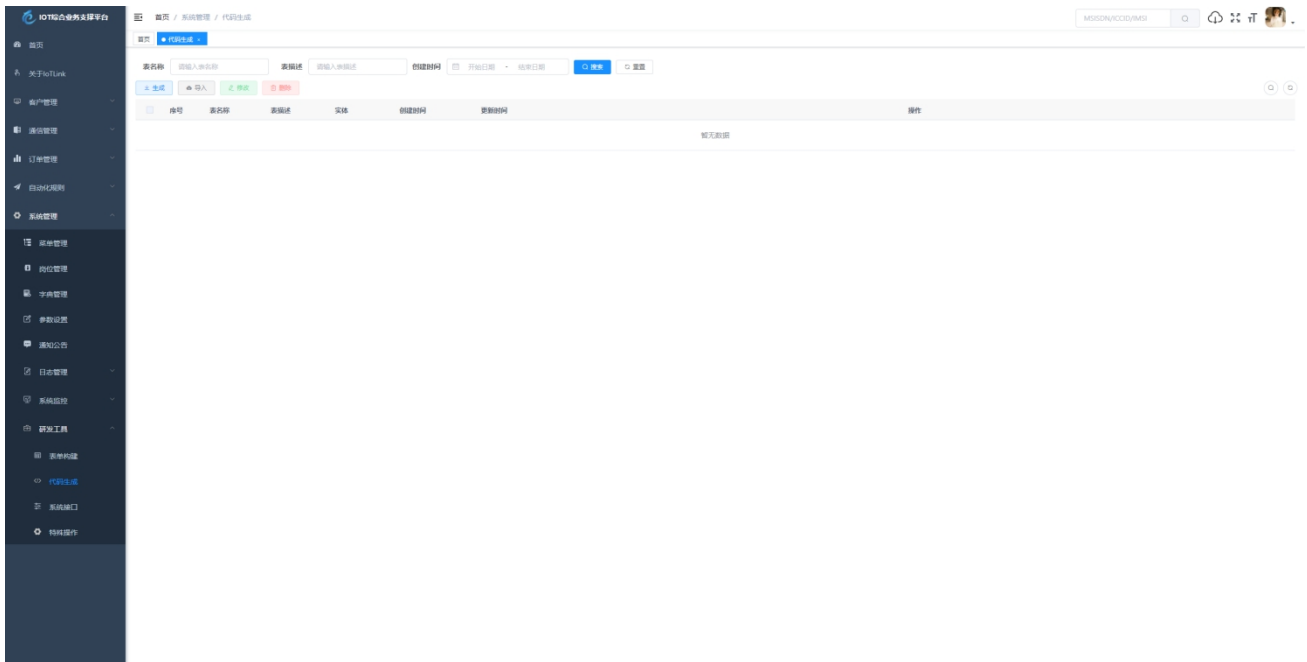 IOT综合业务支撑平台
首页 / 系统管理 / 代码生成
MSISDN/ICCID/IMSI
首页
代码生成 ×
首页
关于IoTLink
客户管理
通信管理
订单管理
自动化规则
系统管理
菜单管理
岗位管理
字典管理
参数设置
通知公告
日志管理
系统监控
研发工具
表单构建
代码生成
系统接口
特殊操作
表名称 请输入表名称 表描述 请输入表描述 创建时间 开始日期 - 结束日期 搜索 重置
生成 导入 修改 删除
序号 表名称 表描述 实体 创建时间 更新时间 操作
暂无数据